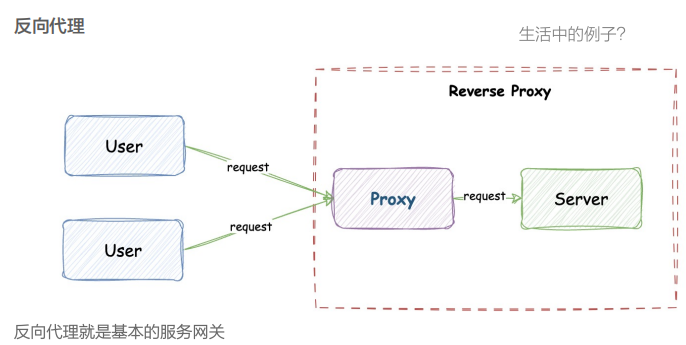 反向代理
生活中的例子?
Reverse Proxy
User
request
Proxy
request
Server
request
User
反向代理就是基本的服务网关